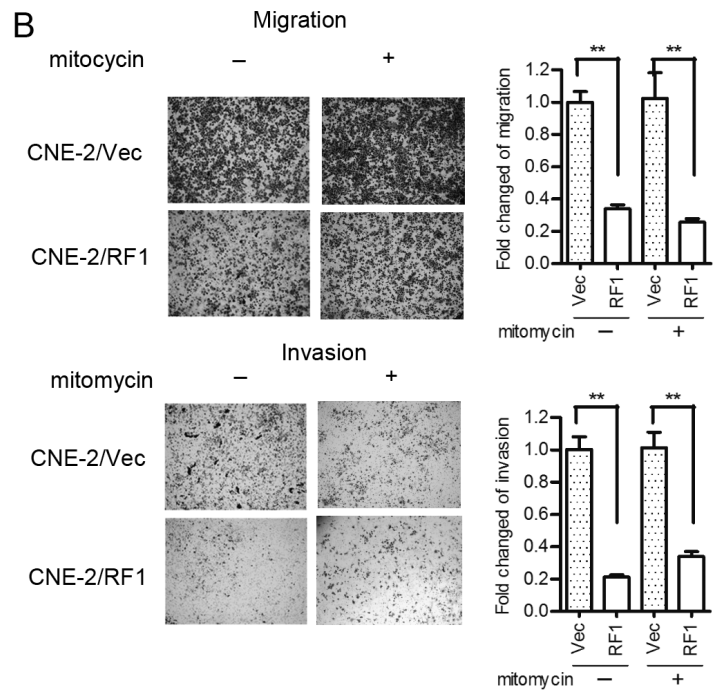 B
Migration
mitocycin – +
CNE-2/Vec
CNE-2/RF1
Fold changed of migration
** **
1.2
1.0
0.8
0.6
0.4
0.2
0.0
Vec RF1 Vec RF1
mitomycin – +
Invasion
mitomycin – +
CNE-2/Vec
CNE-2/RF1
Fold changed of invasion
** **
1.2
1.0
0.8
0.6
0.4
0.2
0.0
Vec RF1 Vec RF1
mitomycin – +